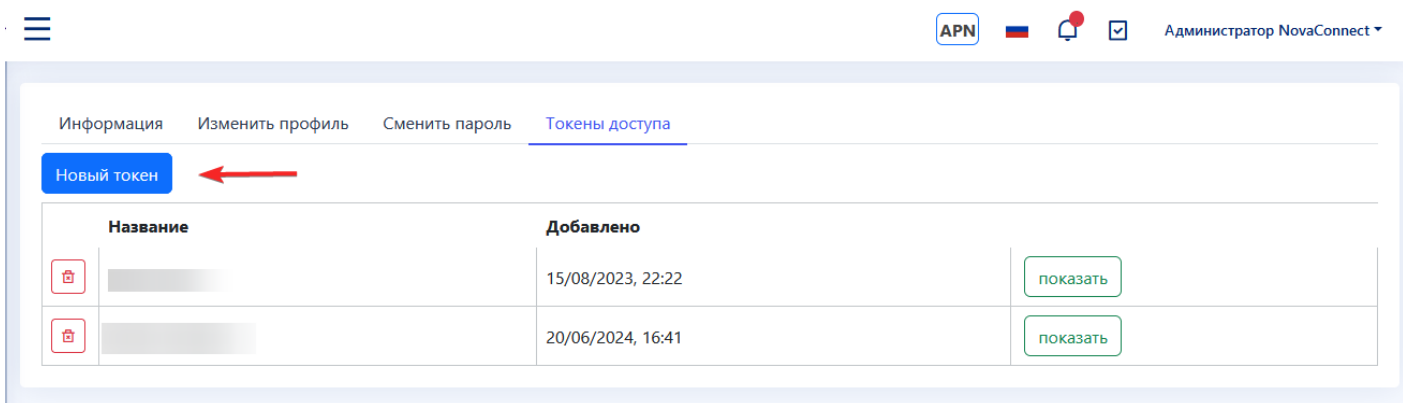 APN Администратор NovaConnect
Информация Изменить профиль Сменить пароль Токены доступа
Новый токен
Название Добавлено
15/08/2023, 22:22 показать
20/06/2024, 16:41 показать